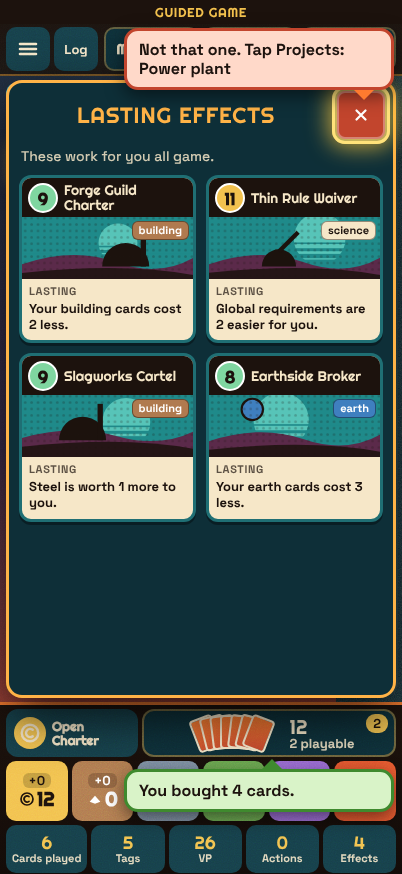 GUIDED GAME
Log
Not that one. Tap Projects:
Power plant
LASTING EFFECTS
×
These work for you all game.
9
Forge Guild
Charter
building
LASTING
Your building cards cost
2 less.
11
Thin Rule Waiver
science
LASTING
Global requirements are
2 easier for you.
9
Slagworks Cartel
building
LASTING
Steel is worth 1 more to
you.
8
Earthside Broker
earth
LASTING
Your earth cards cost 3
less.
©
Open
Charter
12
2 playable
2
+0
© 12
+0
0
You bought 4 cards.
6
Cards played
5
Tags
26
VP
0
Actions
4
Effects